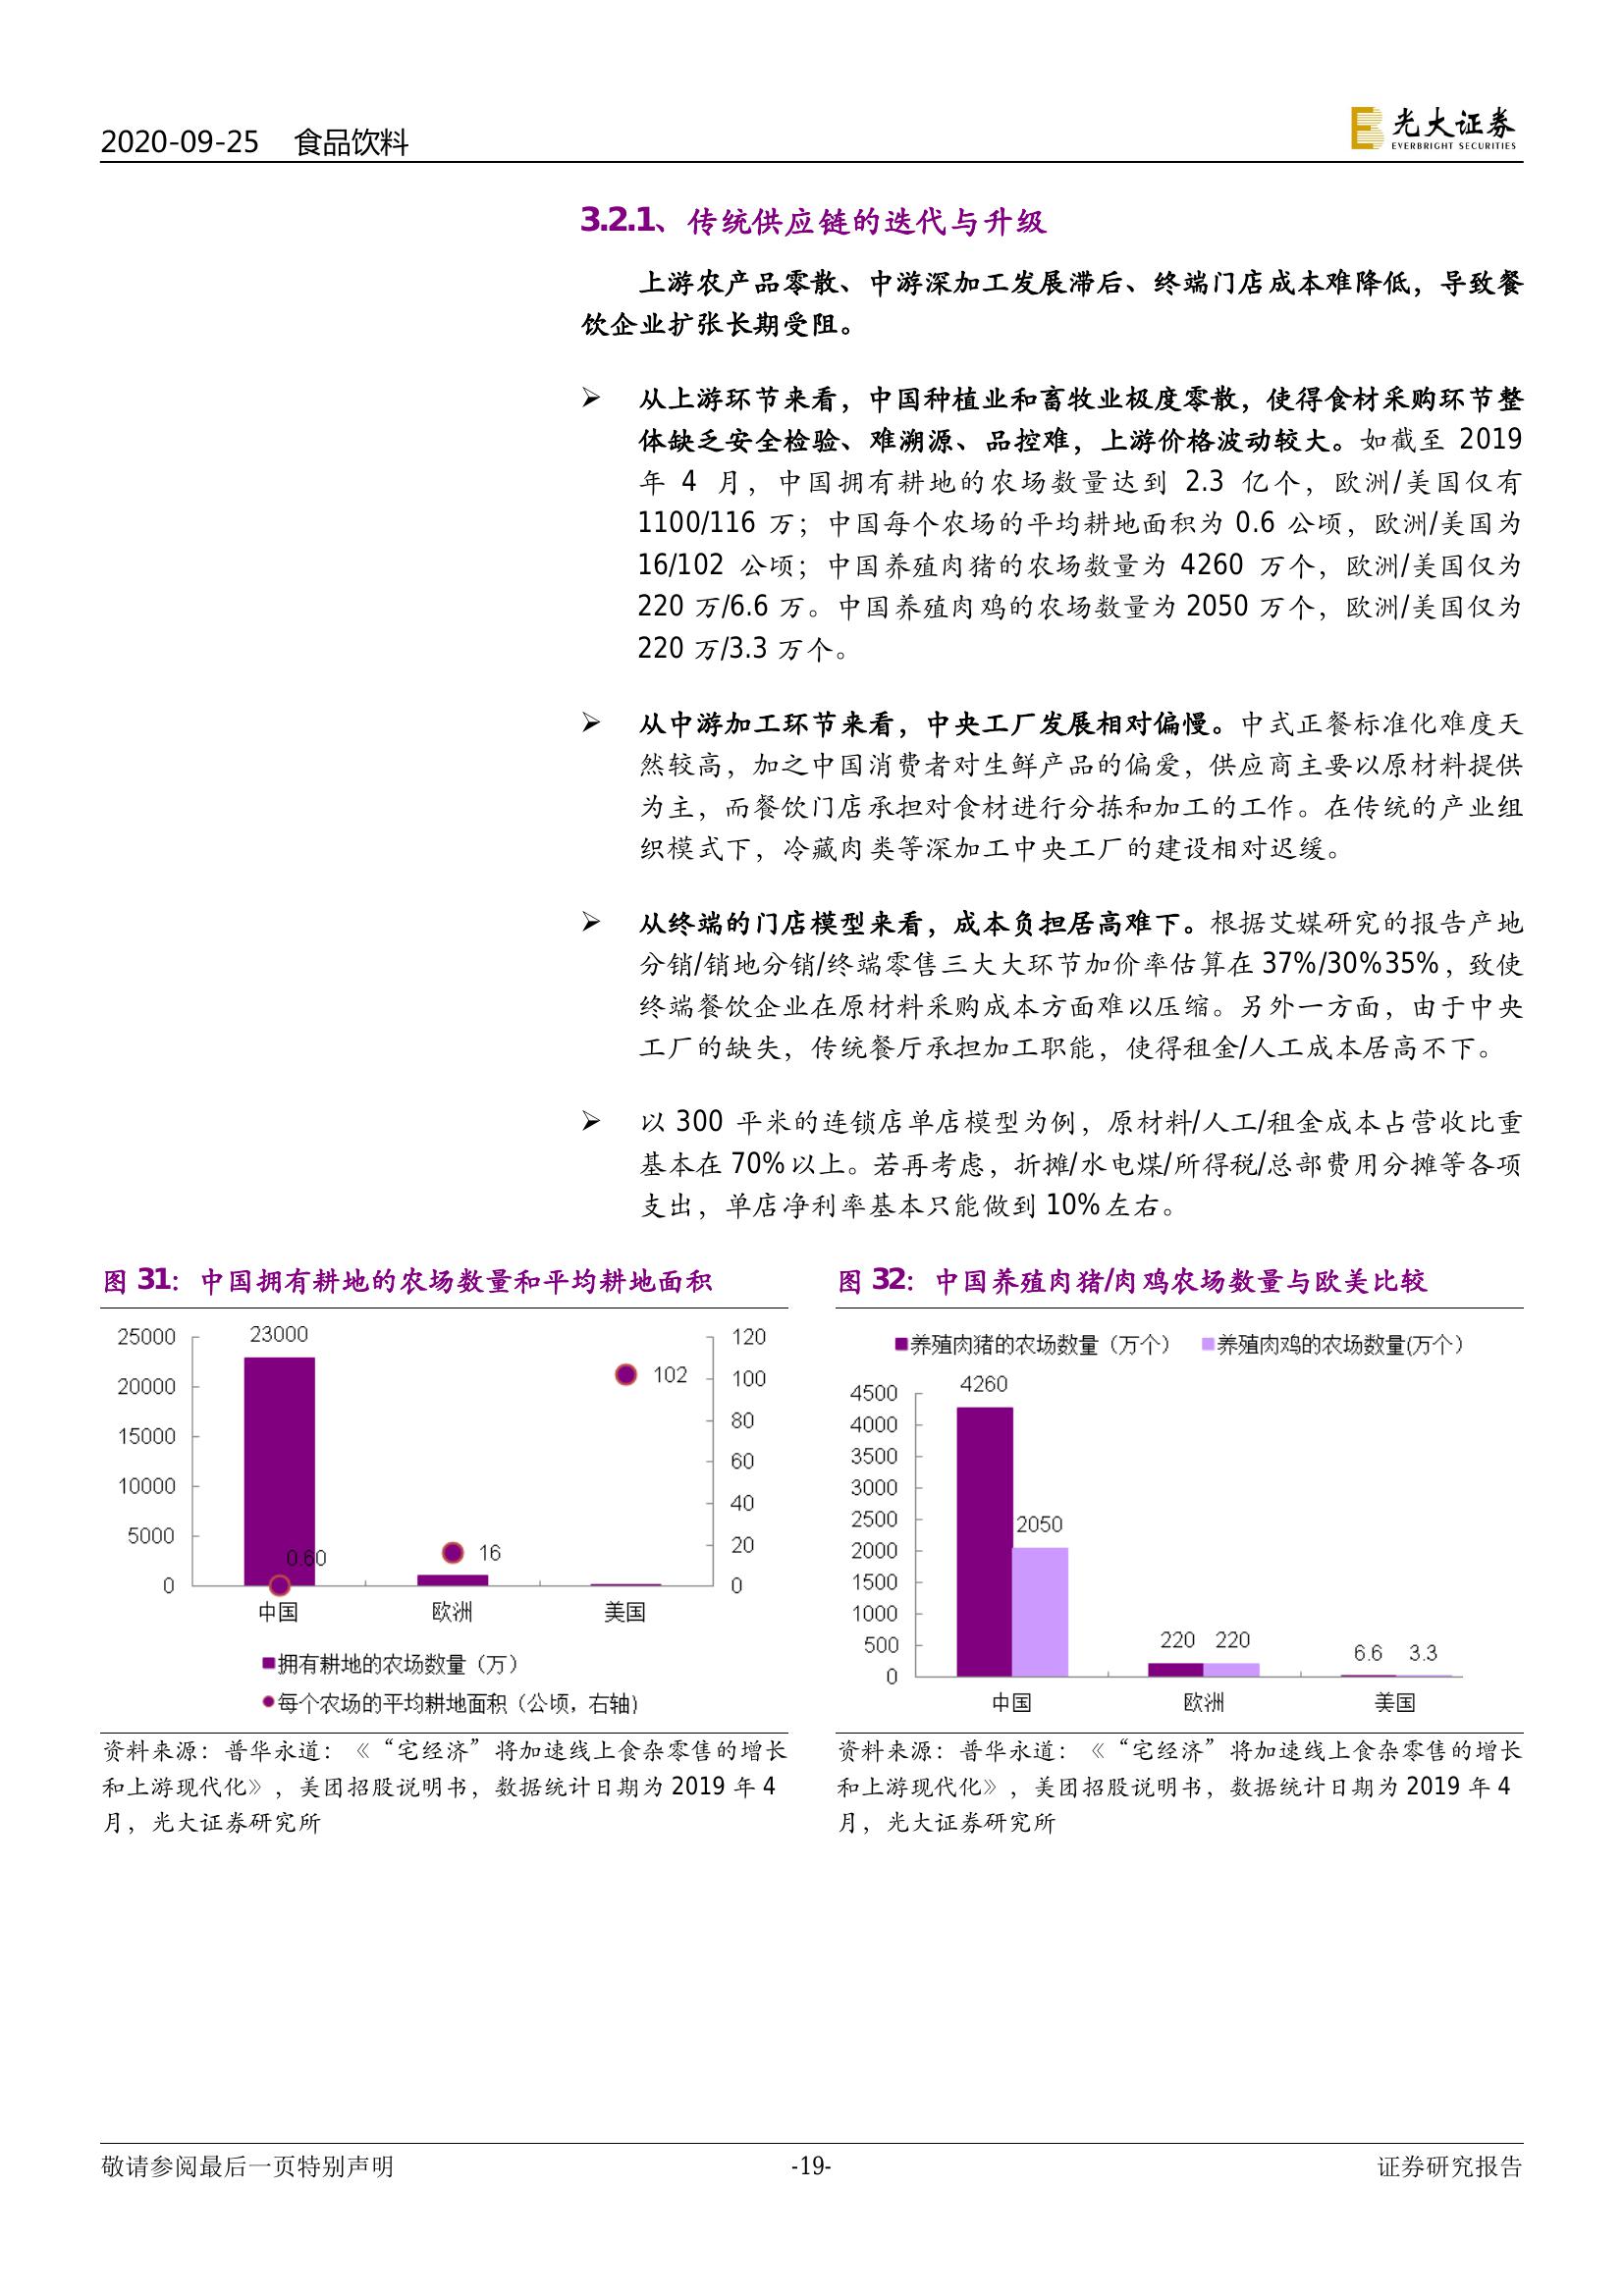 2020-09-25 食品饮料
光大证券
EVERBRIGHT SECURITIES
3.2.1、传统供应链的迭代与升级
上游农产品零散、中游深加工发展滞后、终端门店成本难降低，导致餐
饮企业扩张长期受阻。
➢ 从上游环节来看，中国种植业和畜牧业极度零散，使得食材采购环节整
体缺乏安全检验、难溯源、品控难，上游价格波动较大。如截至 2019
年 4 月，中国拥有耕地的农场数量达到 2.3 亿个，欧洲/美国仅有
1100/116 万；中国每个农场的平均耕地面积为 0.6 公顷，欧洲/美国为
16/102 公顷；中国养殖肉猪的农场数量为 4260 万个，欧洲/美国仅为
220 万/6.6 万。中国养殖肉鸡的农场数量为 2050 万个，欧洲/美国仅为
220 万/3.3 万个。
➢ 从中游加工环节来看，中央工厂发展相对偏慢。中式正餐标准化难度天
然较高，加之中国消费者对生鲜产品的偏爱，供应商主要以原材料提供
为主，而餐饮门店承担对食材进行分拣和加工的工作。在传统的产业组
织模式下，冷藏肉类等深加工中央工厂的建设相对迟缓。
➢ 从终端的门店模型来看，成本负担居高难下。根据艾媒研究的报告产地
分销/销地分销/终端零售三大大环节加价率估算在 37%/30%35%，致使
终端餐饮企业在原材料采购成本方面难以压缩。另外一方面，由于中央
工厂的缺失，传统餐厅承担加工职能，使得租金/人工成本居高不下。
➢ 以 300 平米的连锁店单店模型为例，原材料/人工/租金成本占营收比重
基本在 70%以上。若再考虑，折摊/水电煤/所得税/总部费用分摊等各项
支出，单店净利率基本只能做到 10%左右。
图 31：中国拥有耕地的农场数量和平均耕地面积
25000
20000
15000
10000
5000
0
23000
0.60
16
102
120
100
80
60
40
20
0
中国 欧洲 美国
拥有耕地的农场数量（万）
每个农场的平均耕地面积（公顷，右轴）
资料来源：普华永道：《“宅经济”将加速线上食杂零售的增长
和上游现代化》，美团招股说明书，数据统计日期为 2019 年 4
月，光大证券研究所
图 32：中国养殖肉猪/肉鸡农场数量与欧美比较
养殖肉猪的农场数量（万个） 养殖肉鸡的农场数量(万个）
4500
4000
3500
3000
2500
2000
1500
1000
500
0
4260
2050
220 220
6.6 3.3
中国 欧洲 美国
资料来源：普华永道：《“宅经济”将加速线上食杂零售的增长
和上游现代化》，美团招股说明书，数据统计日期为 2019 年 4
月，光大证券研究所
敬请参阅最后一页特别声明 -19- 证券研究报告